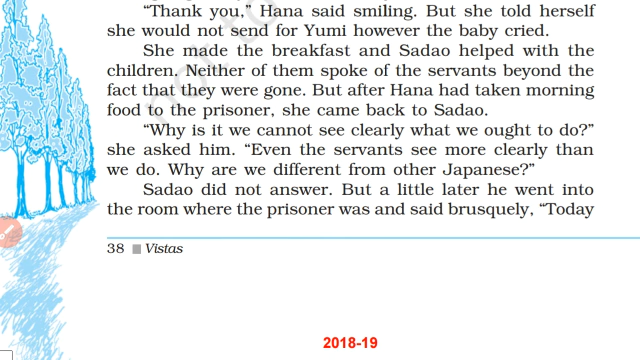 "Thank you," Hana said smiling. But she told herself
she would not send for Yumi however the baby cried.
She made the breakfast and Sadao helped with the
children. Neither of them spoke of the servants beyond the
fact that they were gone. But after Hana had taken morning
food to the prisoner, she came back to Sadao.
"Why is it we cannot see clearly what we ought to do?"
she asked him. "Even the servants see more clearly than
we do. Why are we different from other Japanese?"
Sadao did not answer. But a little later he went into
the room where the prisoner was and said brusquely, "Today
38 ■ Vistas
2018-19